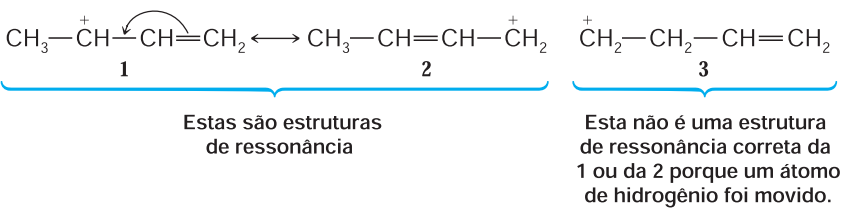 CH₃—CH⁺—CH=CH₂ ⟷ CH₃—CH=CH—CH₂⁺
1 2
Estas são estruturas
de ressonância
⁺CH₂—CH₂—CH=CH₂
3
Esta não é uma estrutura
de ressonância correta da
1 ou da 2 porque um átomo
de hidrogênio foi movido.